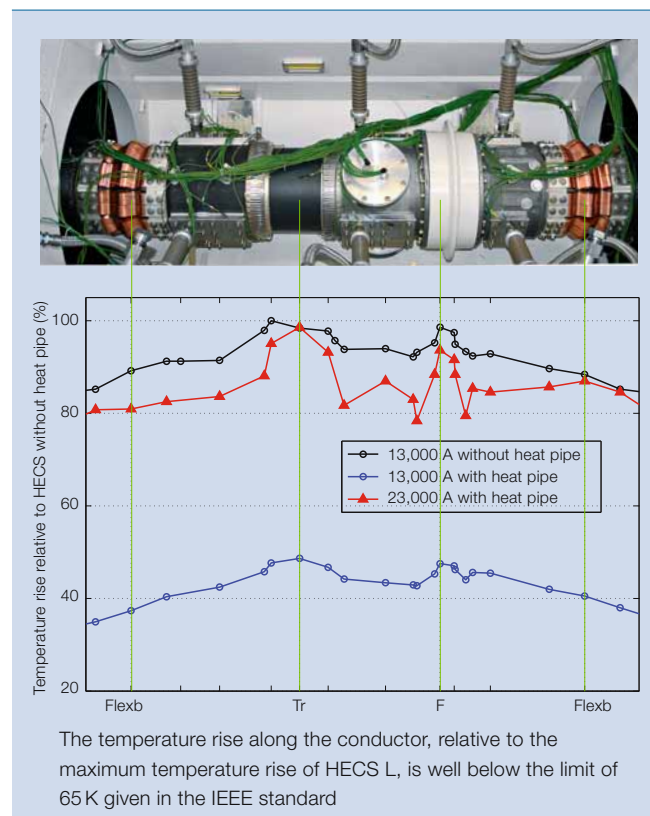 Temperature rise relative to HECS without heat pipe (%)
100
80
60
40
20
13,000 A without heat pipe
13,000 A with heat pipe
23,000 A with heat pipe
Flexb Tr F Flexb
The temperature rise along the conductor, relative to the
maximum temperature rise of HECS L, is well below the limit of
65 K given in the IEEE standard